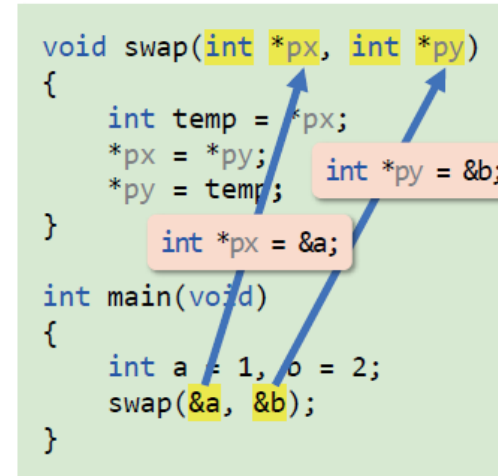 void swap(int *px, int *py)
{
    int temp = *px;
    *px = *py;
    *py = temp;
int *py = &b;
}
int *px = &a;
int main(void)
{
    int a = 1, b = 2;
    swap(&a, &b);
}